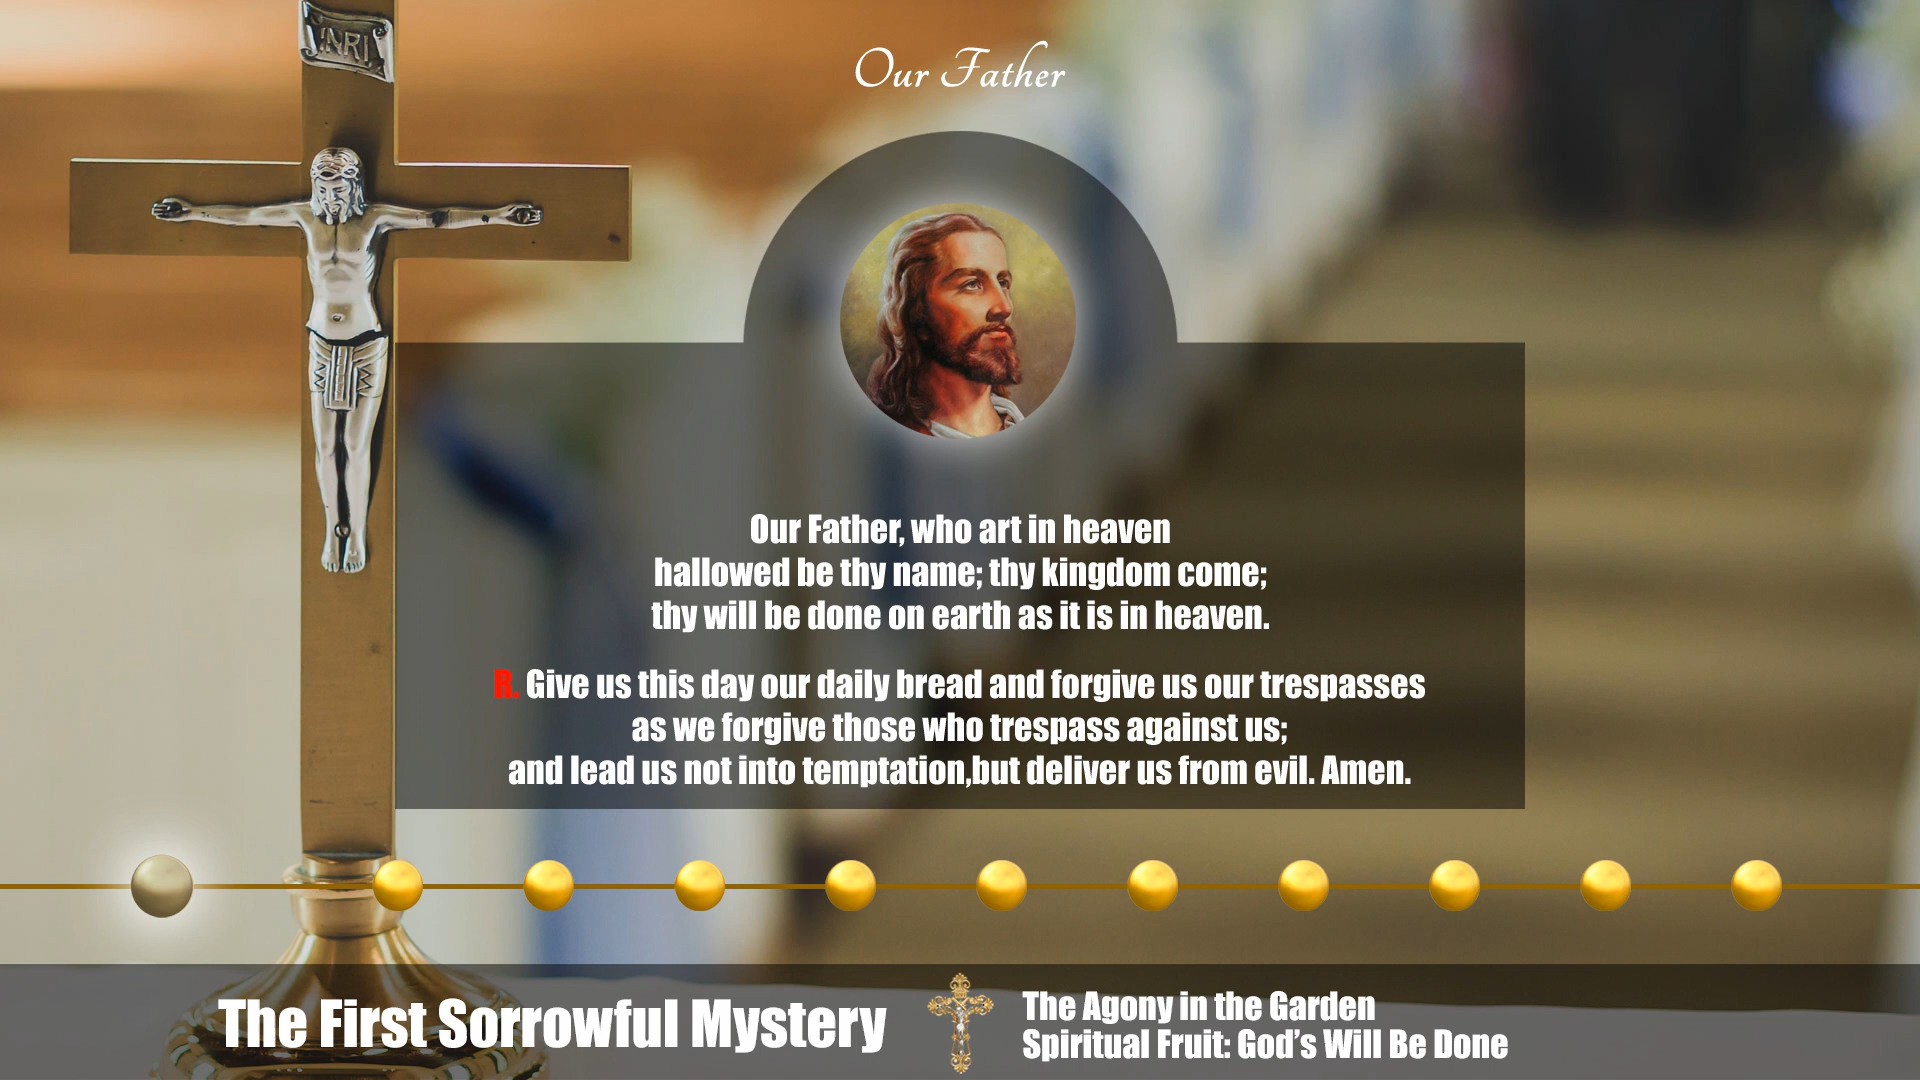 INRI
Our Father
Our Father, who art in heaven
hallowed be thy name; thy kingdom come;
thy will be done on earth as it is in heaven.
R. Give us this day our daily bread and forgive us our trespasses
as we forgive those who trespass against us;
and lead us not into temptation,but deliver us from evil. Amen.
The First Sorrowful Mystery
The Agony in the Garden
Spiritual Fruit: God’s Will Be Done